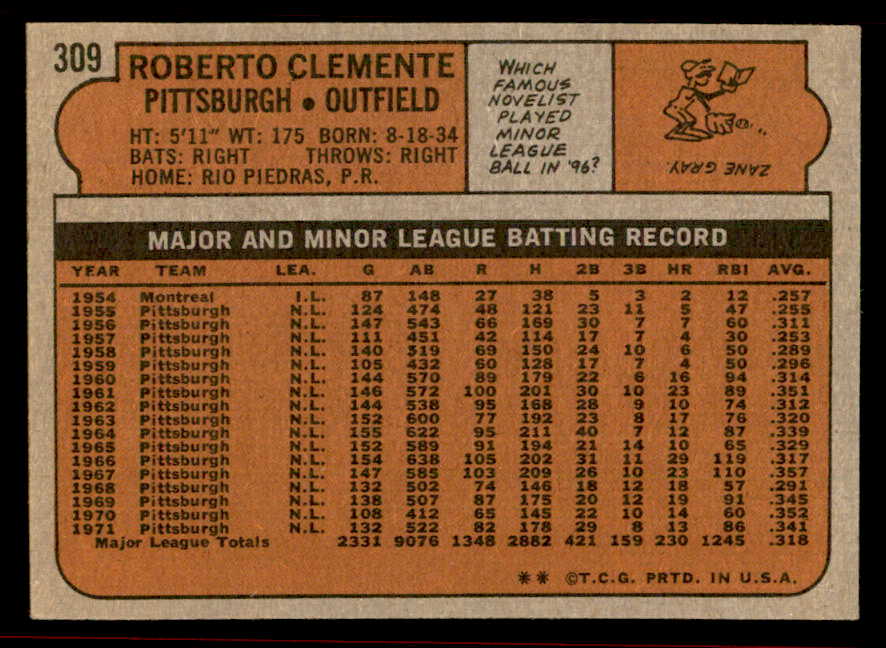 309
ROBERTO CLEMENTE
PITTSBURGH • OUTFIELD
HT: 5'11" WT: 175 BORN: 8-18-34
BATS: RIGHT THROWS: RIGHT
HOME: RIO PIEDRAS, P.R.
WHICH
FAMOUS
NOVELIST
PLAYED
MINOR
LEAGUE
BALL IN '96?
ZANE GRAY.
MAJOR AND MINOR LEAGUE BATTING RECORD
YEAR TEAM LEA. G AB R H 2B 3B HR RBI AVG.
1954 Montreal I.L. 87 148 27 38 5 3 2 12 .257
1955 Pittsburgh N.L. 124 474 48 121 23 11 5 47 .255
1956 Pittsburgh N.L. 147 543 66 169 30 7 7 60 .311
1957 Pittsburgh N.L. 111 451 42 114 17 7 4 30 .253
1958 Pittsburgh N.L. 140 519 69 150 24 10 6 50 .289
1959 Pittsburgh N.L. 105 432 60 128 17 7 4 50 .296
1960 Pittsburgh N.L. 144 570 89 179 22 6 16 94 .314
1961 Pittsburgh N.L. 146 572 100 201 30 10 23 89 .351
1962 Pittsburgh N.L. 144 538 95 168 28 9 10 74 .312
1963 Pittsburgh N.L. 152 600 77 192 23 8 17 76 .320
1964 Pittsburgh N.L. 155 622 95 211 40 7 12 87 .339
1965 Pittsburgh N.L. 152 589 91 194 21 14 10 65 .329
1966 Pittsburgh N.L. 154 638 105 202 31 11 29 119 .317
1967 Pittsburgh N.L. 147 585 103 209 26 10 23 110 .357
1968 Pittsburgh N.L. 132 502 74 146 18 12 18 57 .291
1969 Pittsburgh N.L. 138 507 87 175 20 12 19 91 .345
1970 Pittsburgh N.L. 108 412 65 145 22 10 14 60 .352
1971 Pittsburgh N.L. 132 522 82 178 29 8 13 86 .341
Major League Totals 2331 9076 1348 2882 421 159 230 1245 .318
** ©T.C.G. PRTD. IN U.S.A.